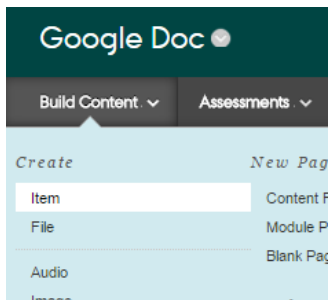 Google Doc
Build Content
Assessments
Create
Item
File
Audio
New Pag
Content
Module P
Blank Pag